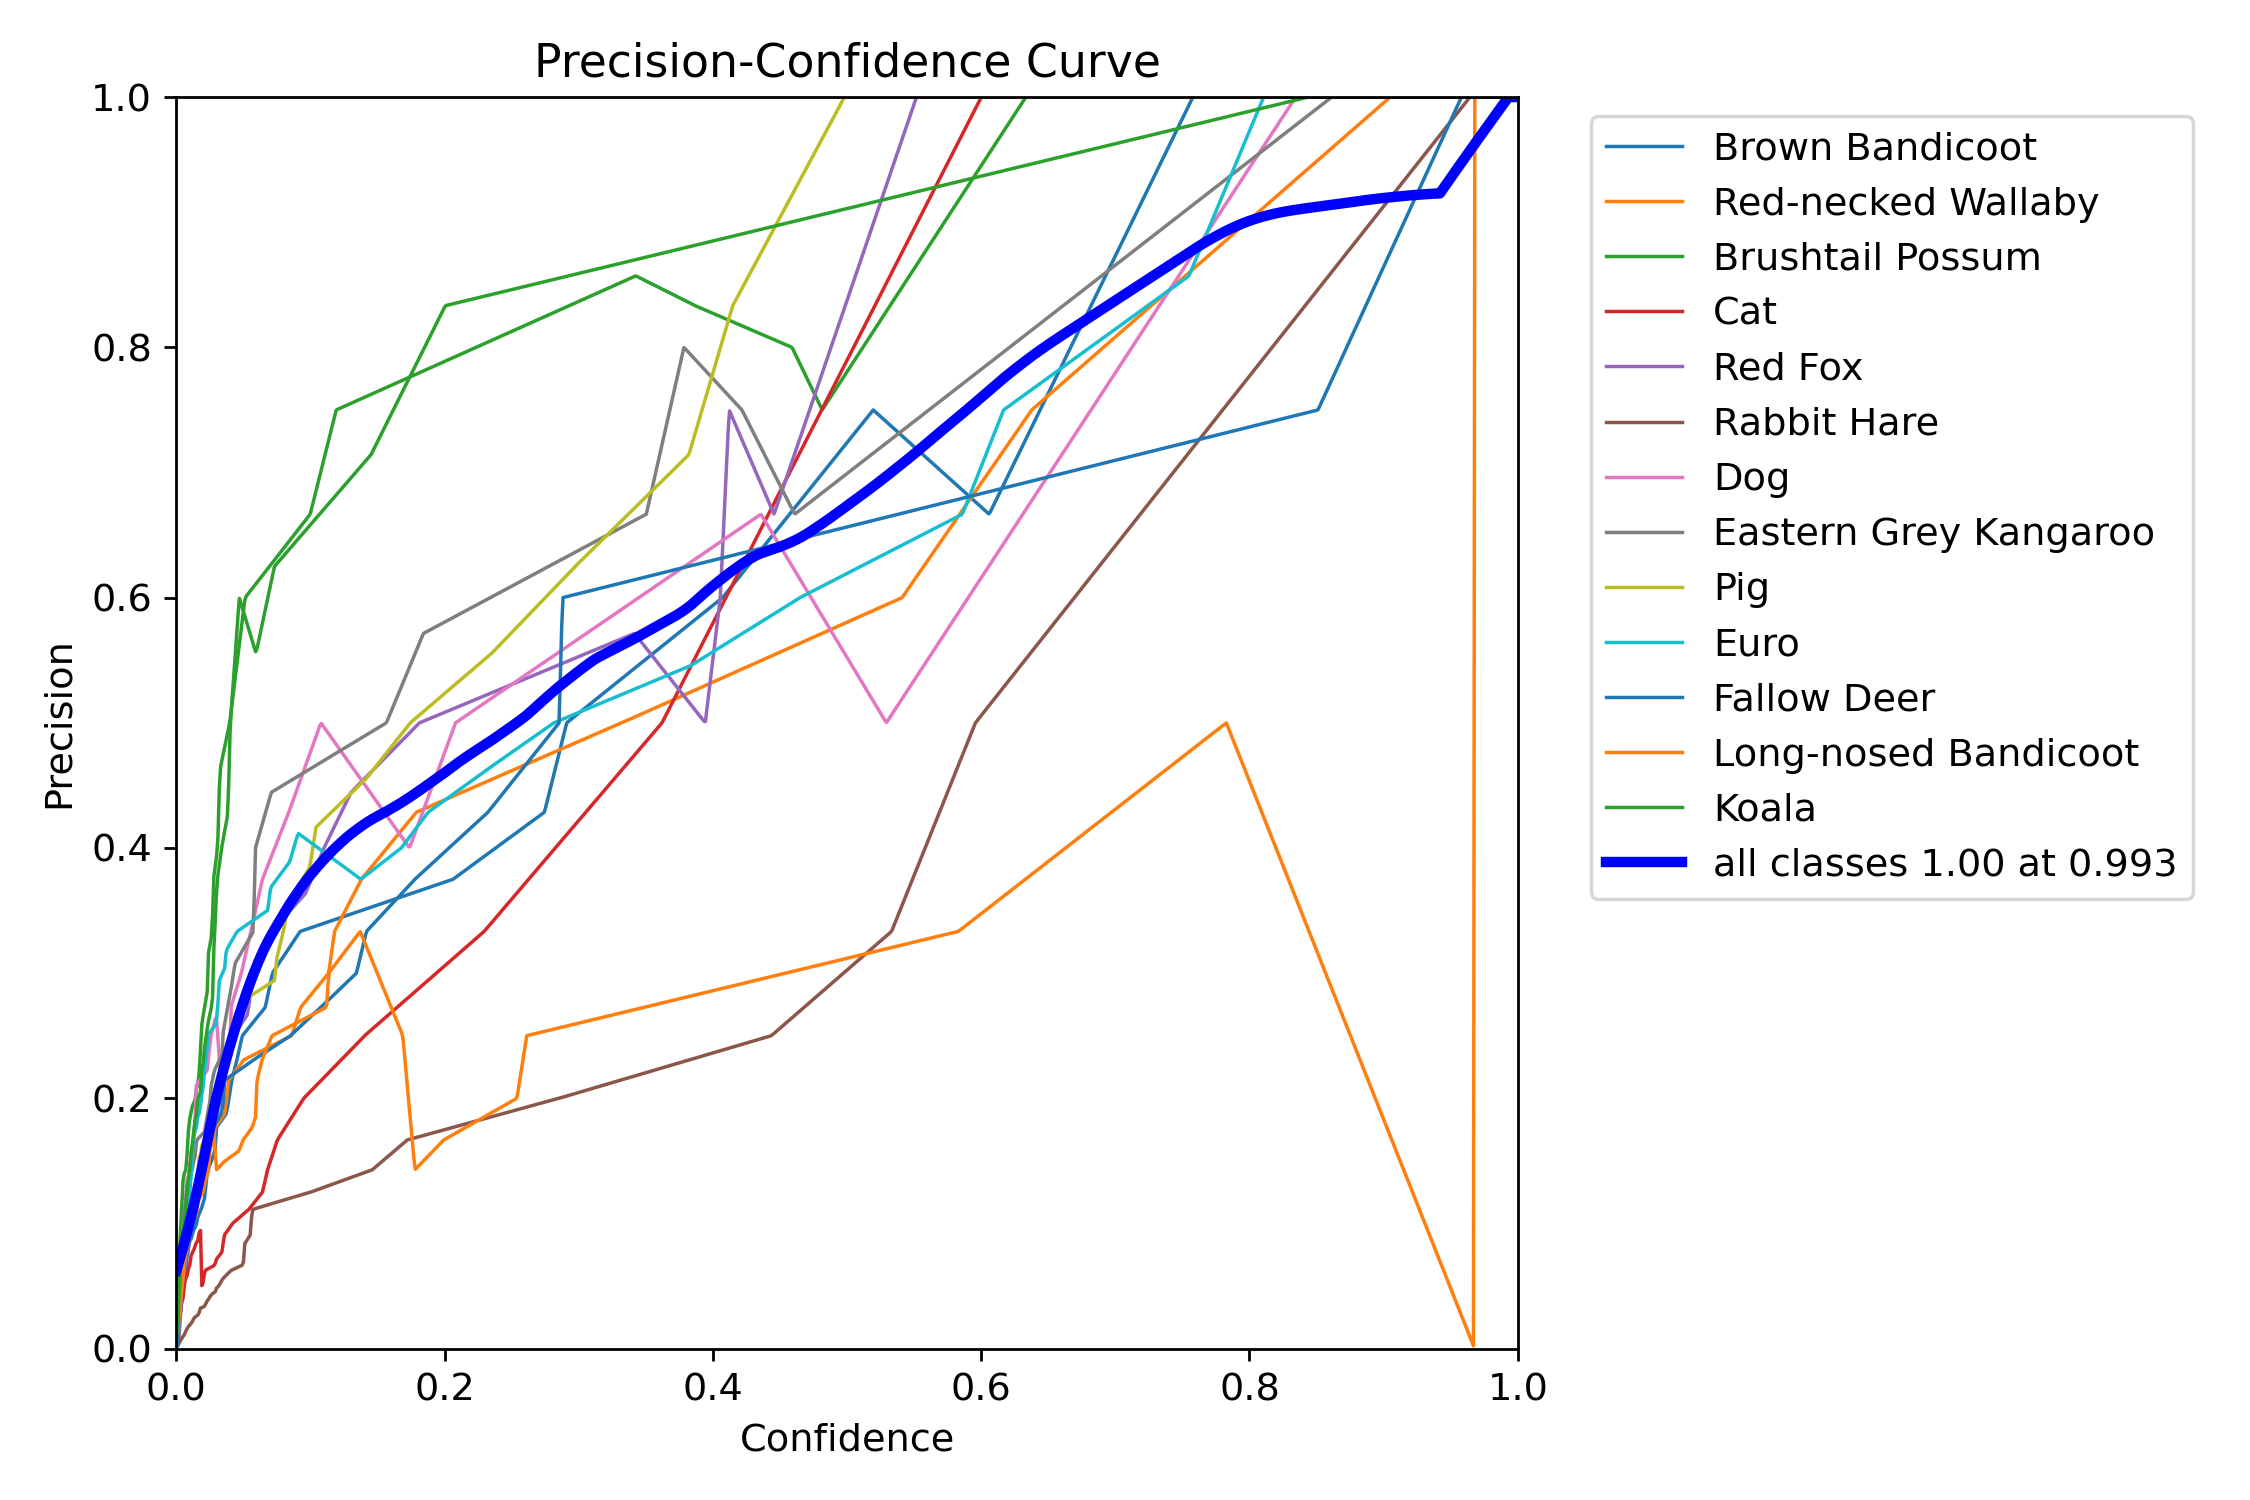 Precision-Confidence Curve
1.0
0.8
0.6
0.4
0.2
0.0
Precision
0.0 0.2 0.4 0.6 0.8 1.0
Confidence
Brown Bandicoot
Red-necked Wallaby
Brushtail Possum
Cat
Red Fox
Rabbit Hare
Dog
Eastern Grey Kangaroo
Pig
Euro
Fallow Deer
Long-nosed Bandicoot
Koala
all classes 1.00 at 0.993